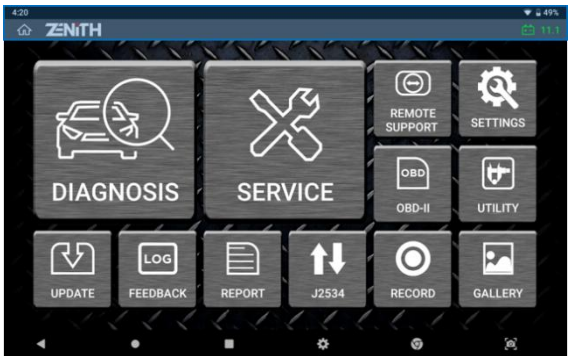 4:20 49%
ZENITH 11.1
DIAGNOSIS
SERVICE
REMOTE
SUPPORT
SETTINGS
OBD
OBD-II
UTILITY
UPDATE
LOG
FEEDBACK
REPORT
J2534
RECORD
GALLERY